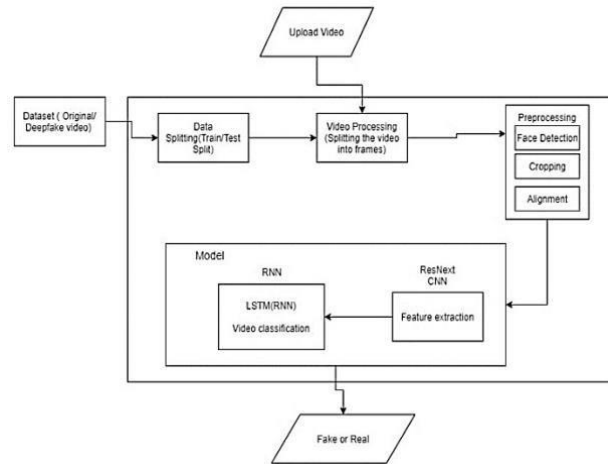 Upload Video
Dataset ( Original/
Deepfake video)
Data
Splitting(Train/Test
Split)
Video Processing
(Splitting the video
into frames)
Preprocessing
Face Detection
Cropping
Alignment
Model
RNN
LSTM(RNN)
Video classification
ResNext
CNN
Feature extraction
Fake or Real